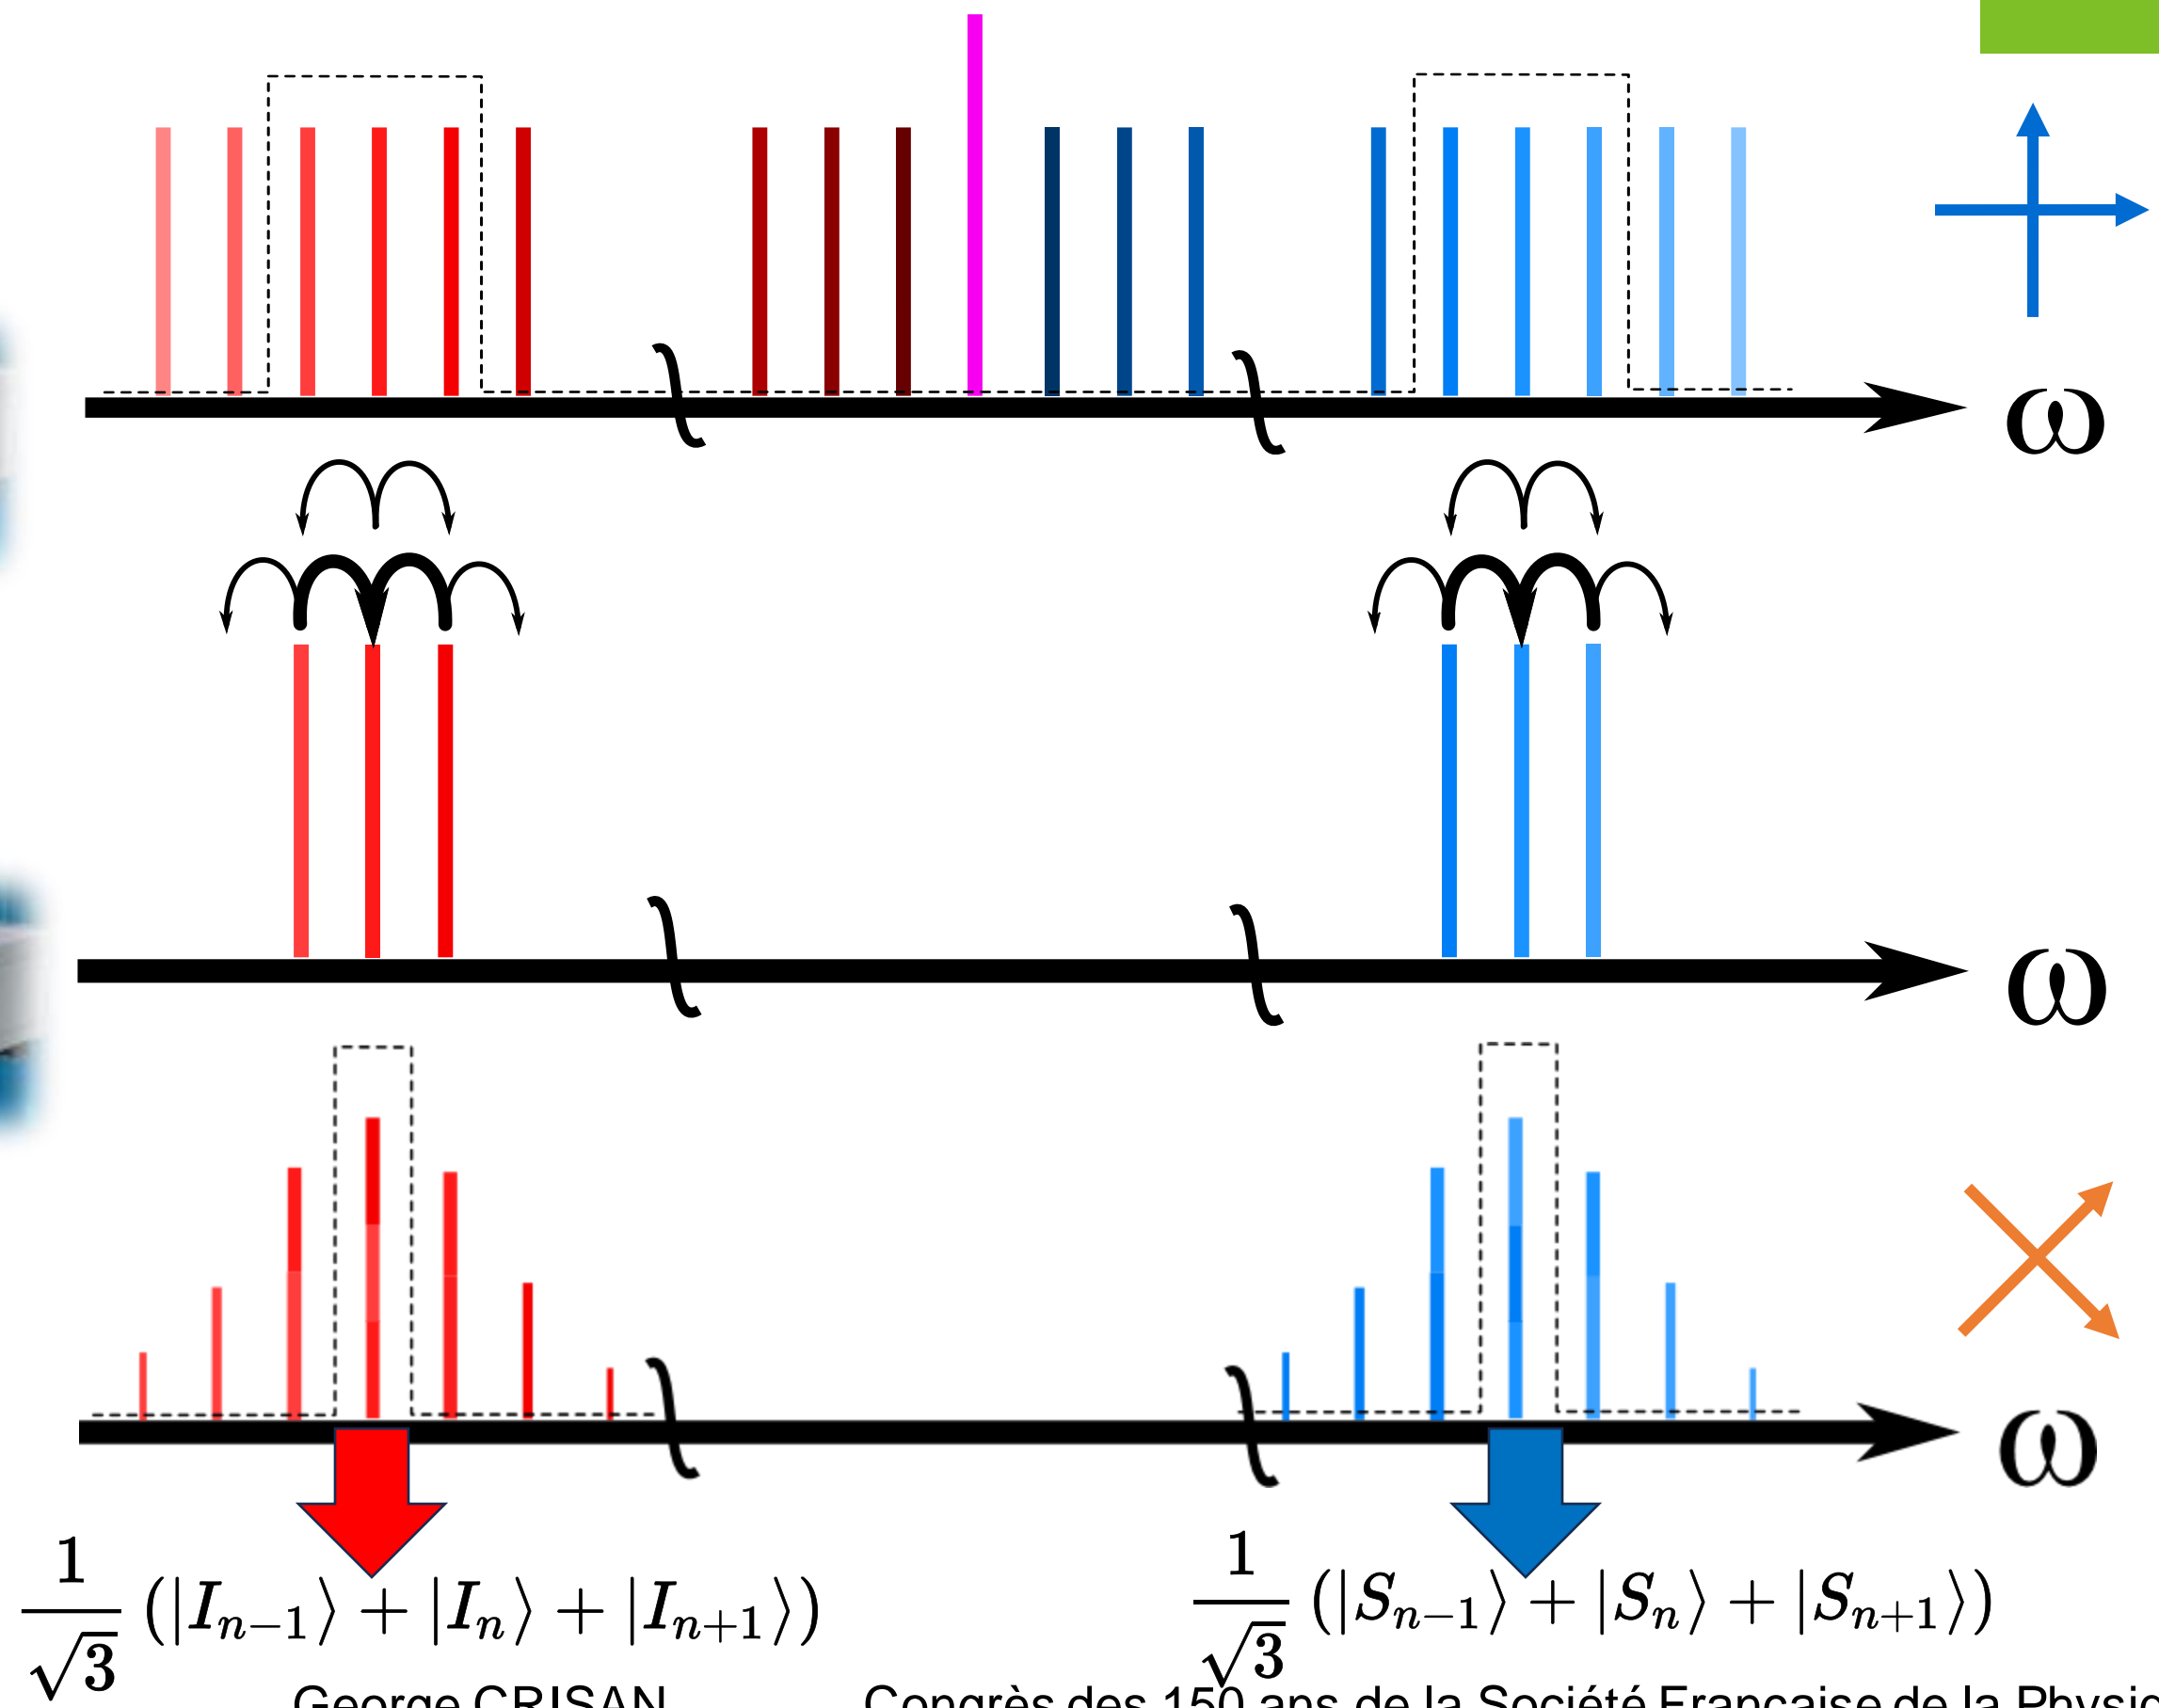 ω
ω
ω
1/√3 (|I_{n−1}⟩ + |I_n⟩ + |I_{n+1}⟩)
1/√3 (|S_{n−1}⟩ + |S_n⟩ + |S_{n+1}⟩)
George CRISAN
Congrès des 150 ans de la Société Française de la Physiq